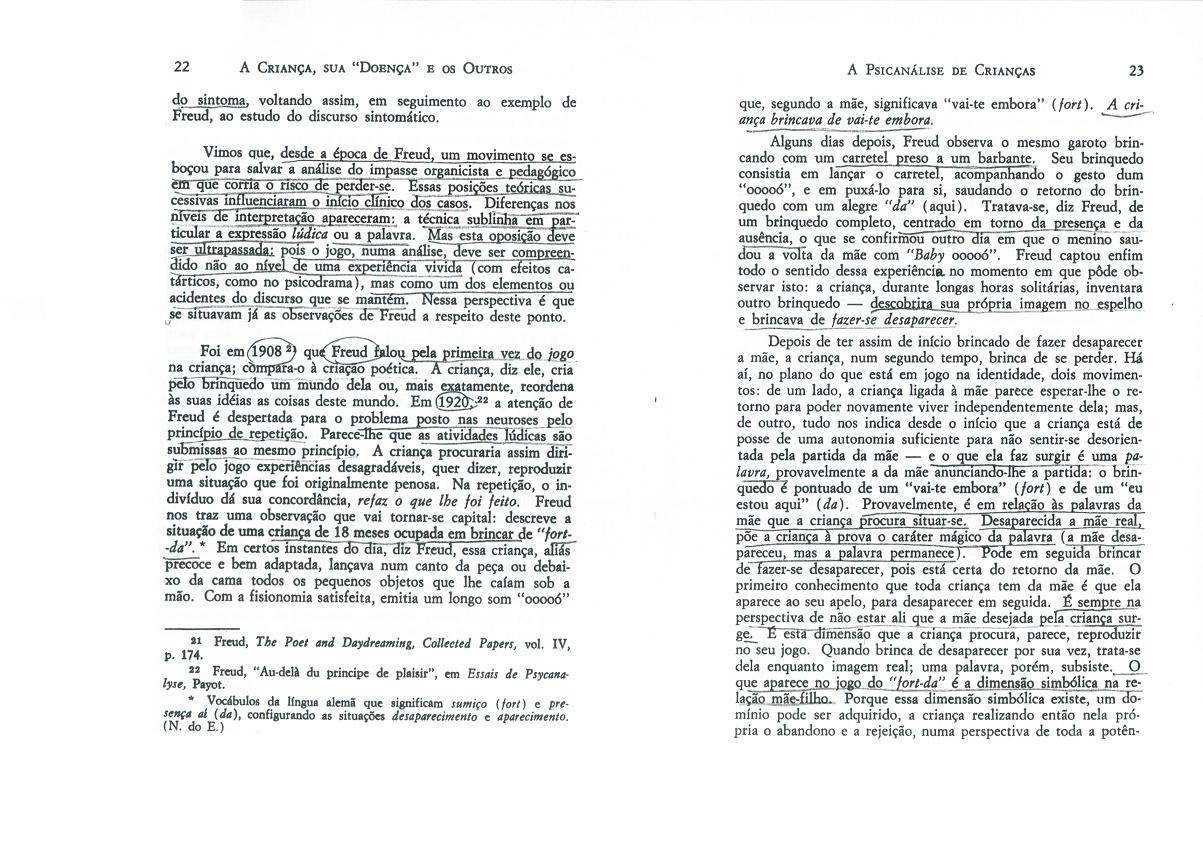 22 A CRIANÇA, SUA "DOENÇA" E OS OUTROS
do sintoma, voltando assim, em seguimento ao exemplo de
Freud, ao estudo do discurso sintomático.
Vimos que, desde a época de Freud, um movimento se es-
boçou para salvar a análise do impasse organicista e pedagógico
em que corria o risco de perder-se. Essas posições teóricas su-
cessivas influenciaram o início clínico dos casos. Diferenças nos
níveis de interpretação apareceram: a técnica sublinha em par-
ticular a expressão lúdica ou a palavra. Mas esta oposição deve
ser ultrapassada; pois o jogo, numa análise, deve ser compreen-
dido não ao nível de uma experiência vivida (com efeitos ca-
tárticos, como no psicodrama), mas como um dos elementos ou
acidentes do discurso que se mantém. Nessa perspectiva é que
se situavam já as observações de Freud a respeito deste ponto.
Foi em (1908 ²) que Freud falou pela primeira vez do jogo
na criança; compara-o à criação poética. A criança, diz ele, cria
pelo brinquedo um mundo dela ou, mais exatamente, reordena
às suas idéias as coisas deste mundo. Em 1920,²² a atenção de
Freud é despertada para o problema posto nas neuroses pelo
princípio de repetição. Parece-lhe que as atividades lúdicas são
submissas ao mesmo princípio. A criança procuraria assim diri-
gir pelo jogo experiências desagradáveis, quer dizer, reproduzir
uma situação que foi originalmente penosa. Na repetição, o in-
divíduo dá sua concordância, refaz o que lhe foi feito. Freud
nos traz uma observação que vai tornar-se capital: descreve a
situação de uma criança de 18 meses ocupada em brincar de "fort-
-da". * Em certos instantes do dia, diz Freud, essa criança, aliás
precoce e bem adaptada, lançava num canto da peça ou debai-
xo da cama todos os pequenos objetos que lhe caíam sob a
mão. Com a fisionomia satisfeita, emitia um longo som "ooooó"
21 Freud, The Poet and Daydreaming, Collected Papers, vol. IV,
p. 174.
22 Freud, "Au-delà du principe de plaisir", em Essais de Psycana-
lyse, Payot.
* Vocábulos da língua alemã que significam sumiço (fort) e pre-
sença aí (da), configurando as situações desaparecimento e aparecimento.
(N. do E.)
A PSICANÁLISE DE CRIANÇAS 23
que, segundo a mãe, significava "vai-te embora" (fort). A cri-
ança brincava de vai-te embora.
Alguns dias depois, Freud observa o mesmo garoto brin-
cando com um carretel preso a um barbante. Seu brinquedo
consistia em lançar o carretel, acompanhando o gesto dum
"ooooó", e em puxá-lo para si, saudando o retorno do brin-
quedo com um alegre "da" (aqui). Tratava-se, diz Freud, de
um brinquedo completo, centrado em torno da presença e da
ausência, o que se confirmou outro dia em que o menino sau-
dou a volta da mãe com "Baby ooooó". Freud captou enfim
todo o sentido dessa experiência no momento em que pôde ob-
servar isto: a criança, durante longas horas solitárias, inventara
outro brinquedo — descobrira sua própria imagem no espelho
e brincava de fazer-se desaparecer.
Depois de ter assim de início brincado de fazer desaparecer
a mãe, a criança, num segundo tempo, brinca de se perder. Há
aí, no plano do que está em jogo na identidade, dois movimen-
tos: de um lado, a criança ligada à mãe parece esperar-lhe o re-
torno para poder novamente viver independentemente dela; mas,
de outro, tudo nos indica desde o início que a criança está de
posse de uma autonomia suficiente para não sentir-se desorien-
tada pela partida da mãe — e o que ela faz surgir é uma pa-
lavra, provelmente a da mãe anunciando-lhe a partida: o brin-
quedo é pontuado de um "vai-te embora" (fort) e de um "eu
estou aqui" (da). Provavelmente, é em relação às palavras da
mãe que a criança procura situar-se. Desaparecida a mãe real,
põe a criança à prova o caráter mágico da palavra (a mãe desa-
pareceu, mas a palavra permanece). Pode em seguida brincar
de fazer-se desaparecer, pois está certa do retorno da mãe. O
primeiro conhecimento que toda criança tem da mãe é que ela
aparece ao seu apelo, para desaparecer em seguida. É sempre na
perspectiva de não estar ali que a mãe desejada pela criança sur-
ge. É esta dimensão que a criança procura, parece, reproduzir
no seu jogo. Quando brinca de desaparecer por sua vez, trata-se
dela enquanto imagem real; uma palavra, porém, subsiste. O
que aparece no jogo do "fort-da" é a dimensão simbólica na re-
lação mãe-filho. Porque essa dimensão simbólica existe, um do-
mínio pode ser adquirido, a criança realizando então nela pró-
pria o abandono e a rejeição, numa perspectiva de toda a potên-